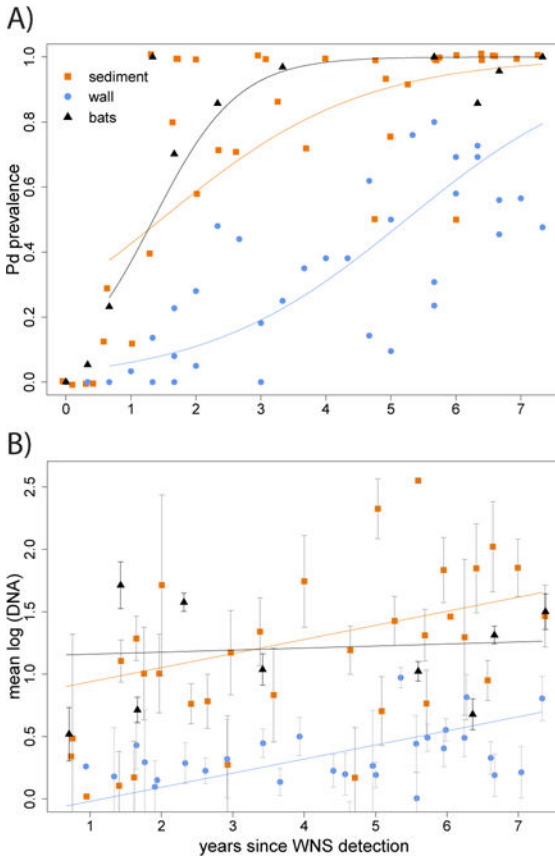 A)
1.0
0.8
0.6
0.4
0.2
0.0
Pd prevalence
sediment
wall
bats
0 1 2 3 4 5 6 7
B)
2.5
2.0
1.5
1.0
0.5
0.0
mean log (DNA)
1 2 3 4 5 6 7
years since WNS detection